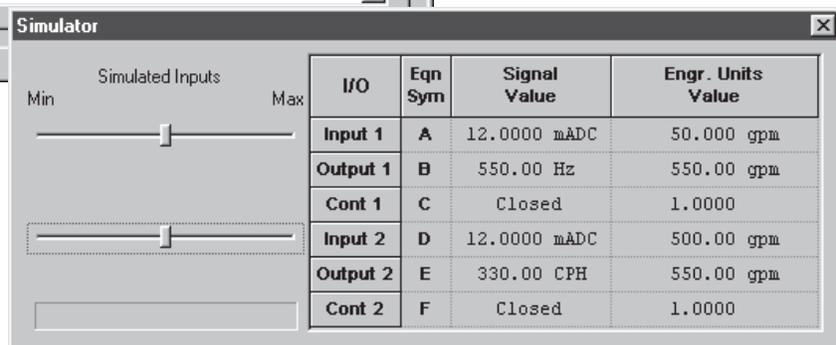 Simulator
Simulated Inputs
Min Max
I/O Eqn Sym Signal Value Engr. Units Value
Input 1 A 12.0000 mADC 50.000 gpm
Output 1 B 550.00 Hz 550.00 gpm
Cont 1 C Closed 1.0000
Input 2 D 12.0000 mADC 500.00 gpm
Output 2 E 330.00 CPH 550.00 gpm
Cont 2 F Closed 1.0000